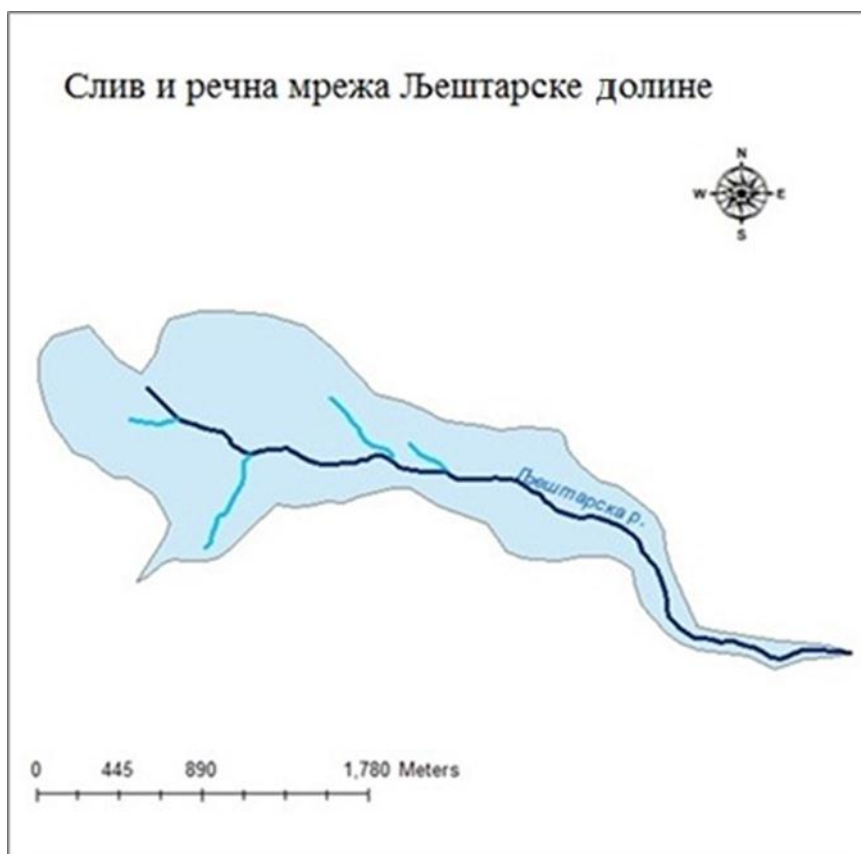 Слив и речна мрежа Љештарске долине
N
W E
S
Љештарска р.
0 445 890 1,780 Meters